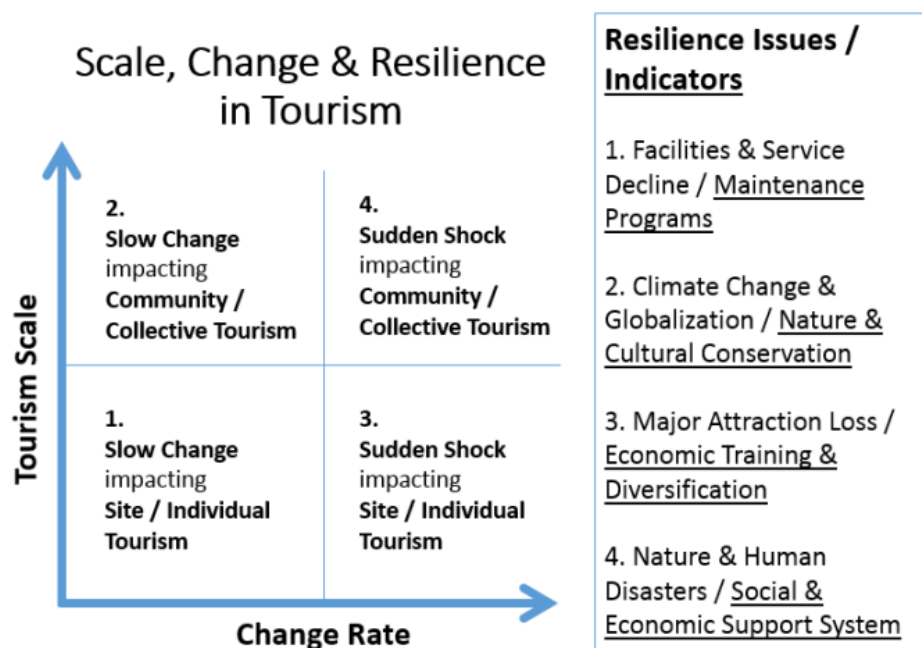 Scale, Change & Resilience
in Tourism
Tourism Scale
2.
Slow Change
impacting
Community /
Collective Tourism
4.
Sudden Shock
impacting
Community /
Collective Tourism
1.
Slow Change
impacting
Site / Individual
Tourism
3.
Sudden Shock
impacting
Site / Individual
Tourism
Change Rate
Resilience Issues /
Indicators
1. Facilities & Service
Decline / Maintenance
Programs
2. Climate Change &
Globalization / Nature &
Cultural Conservation
3. Major Attraction Loss /
Economic Training &
Diversification
4. Nature & Human
Disasters / Social &
Economic Support System